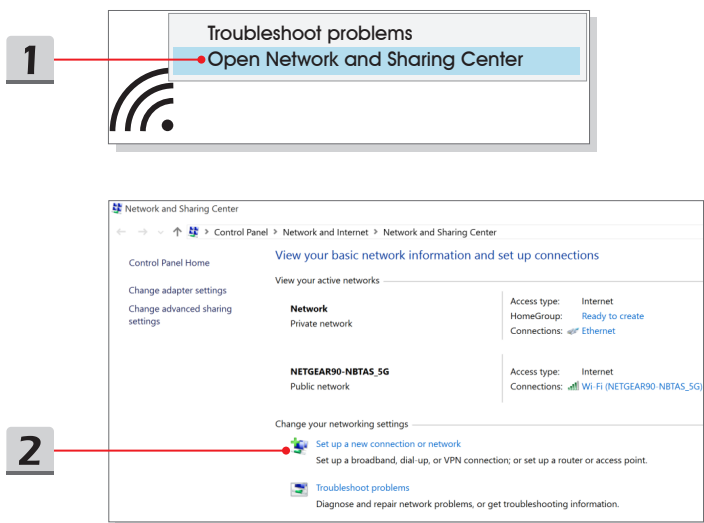 1
Troubleshoot problems
Open Network and Sharing Center
Network and Sharing Center
Control Panel > Network and Internet > Network and Sharing Center
Control Panel Home
Change adapter settings
Change advanced sharing
settings
View your basic network information and set up connections
View your active networks
Network
Private network
Access type: Internet
HomeGroup: Ready to create
Connections: Ethernet
NETGEAR90-NBTAS_5G
Public network
Access type: Internet
Connections: Wi-Fi (NETGEAR90-NBTAS_5G)
Change your networking settings
2
Set up a new connection or network
Set up a broadband, dial-up, or VPN connection; or set up a router or access point.
Troubleshoot problems
Diagnose and repair network problems, or get troubleshooting information.